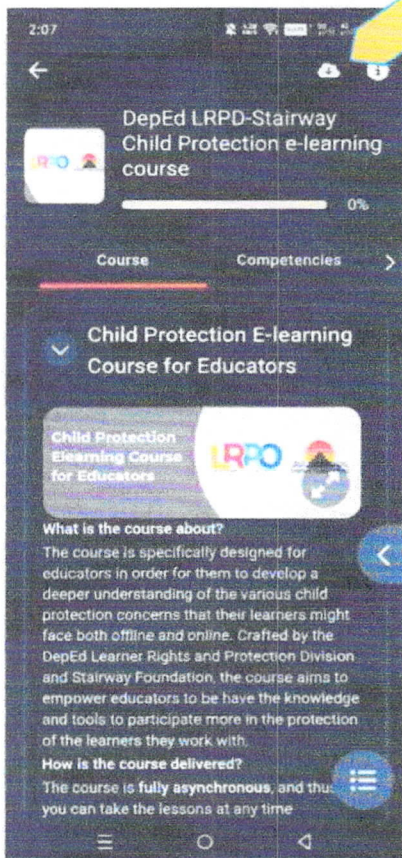 2:07
DepEd LRPD-Stairway
Child Protection e-learning
course
0%
Course
Competencies
Child Protection E-learning
Course for Educators
Child Protection
Elearning Course
for Educators
LRPO
What is the course about?
The course is specifically designed for
educators in order for them to develop a
deeper understanding of the various child
protection concerns that their learners might
face both offline and online. Crafted by the
DepEd Learner Rights and Protection Division
and Stairway Foundation, the course aims to
empower educators to be have the knowledge
and tools to participate more in the protection
of the learners they work with.
How is the course delivered?
The course is fully asynchronous, and thus
you can take the lessons at any time